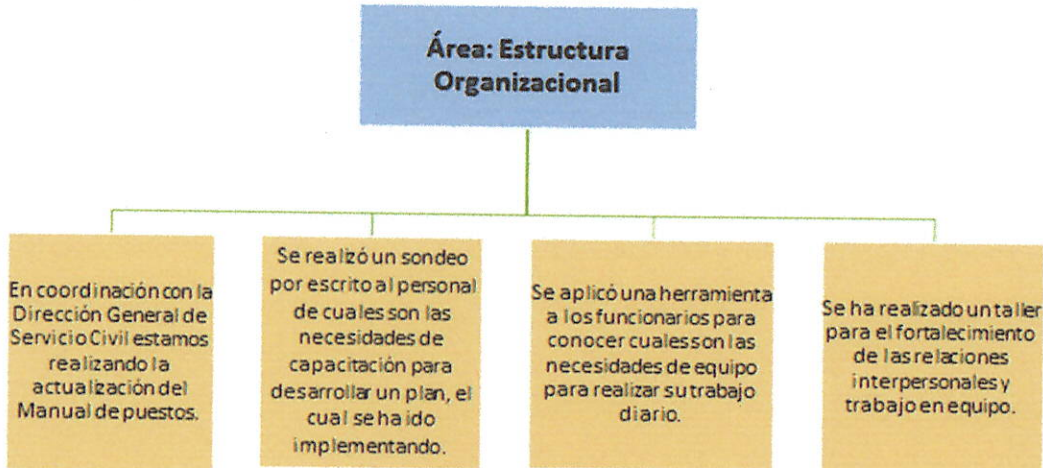 Área: Estructura
Organizacional
En coordinación con la
Dirección General de
Servicio Civil estamos
realizando la
actualización del
Manual de puestos.
Se realizó un sondeo
por escrito al personal
de cuales son las
necesidades de
capacitación para
desarrollar un plan, el
cual se ha ido
implementando.
Se aplicó una herramienta
a los funcionarios para
conocer cuales son las
necesidades de equipo
para realizar su trabajo
diario.
Se ha realizado un taller
para el fortalecimiento
de las relaciones
interpersonales y
trabajo en equipo.